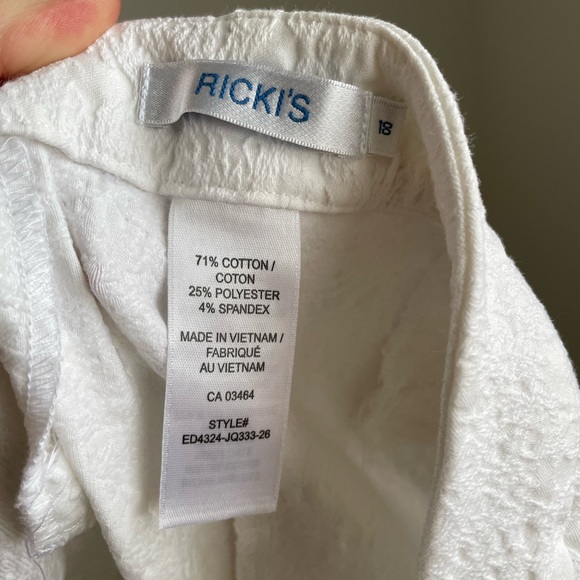 RICKI'S
18
71% COTTON /
COTON
25% POLYESTER
4% SPANDEX
MADE IN VIETNAM /
FABRIQUÉ
AU VIETNAM
CA 03464
STYLE#
ED4324-JQ333-26